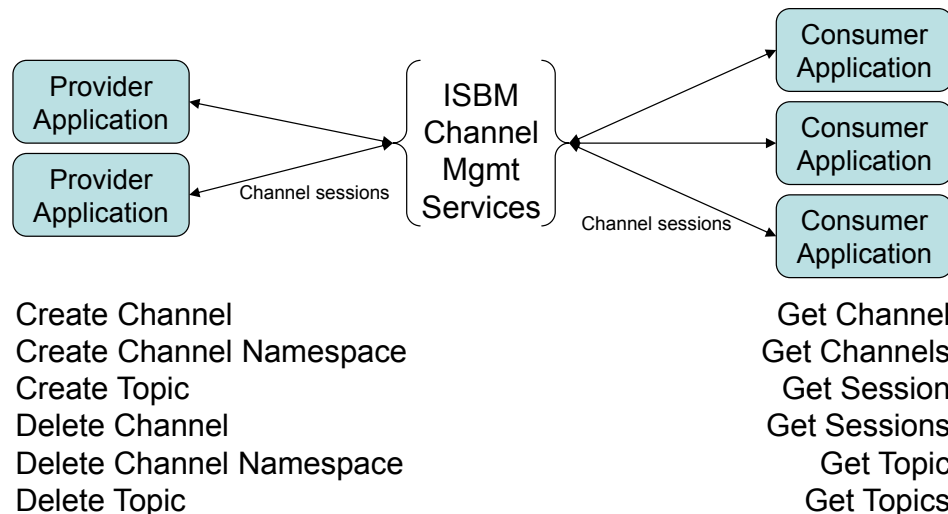 Provider
Application
Provider
Application
Channel sessions
ISBM
Channel
Mgmt
Services
Channel sessions
Consumer
Application
Consumer
Application
Consumer
Application
Create Channel
Create Channel Namespace
Create Topic
Delete Channel
Delete Channel Namespace
Delete Topic
Get Channel
Get Channels
Get Session
Get Sessions
Get Topic
Get Topics